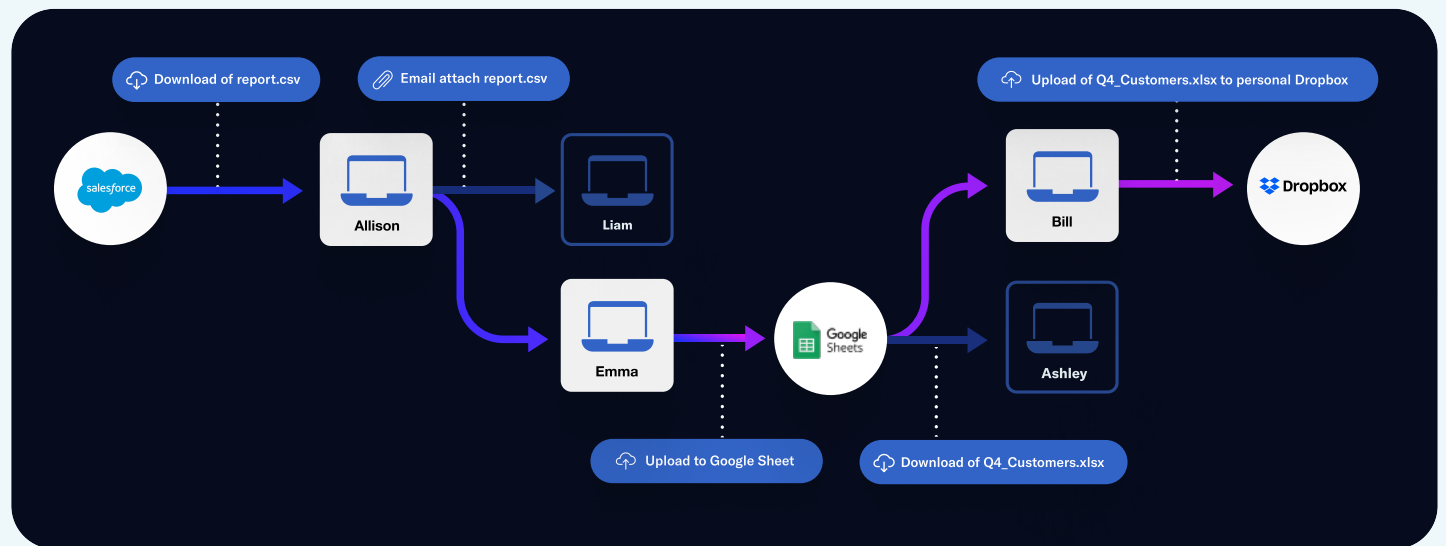 Download of report.csv
Email attach report.csv
Upload of Q4_Customers.xlsx to personal Dropbox
salesforce
Allison
Liam
Bill
Dropbox
Emma
Google
Sheets
Ashley
Upload to Google Sheet
Download of Q4_Customers.xlsx